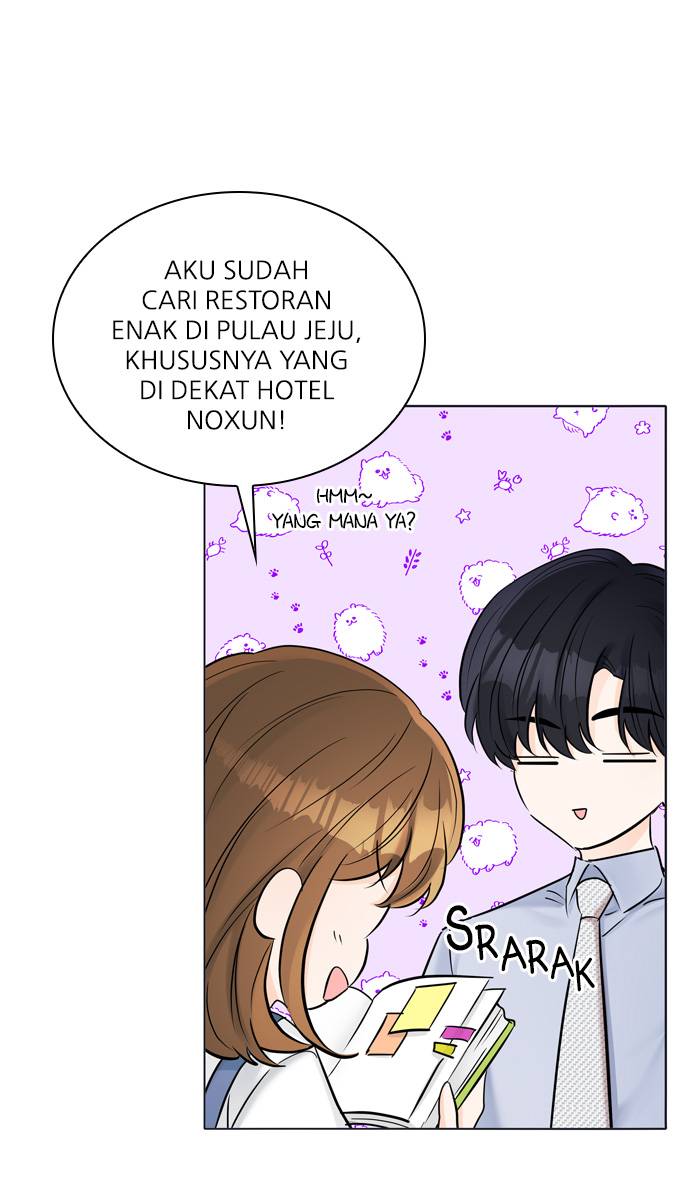 AKU SUDAH
CARI RESTORAN
ENAK DI PULAU JEJU,
KHUSUSNYA YANG
DI DEKAT HOTEL
NOXUN!
HMM~
YANG MANA YA?
SRARAK